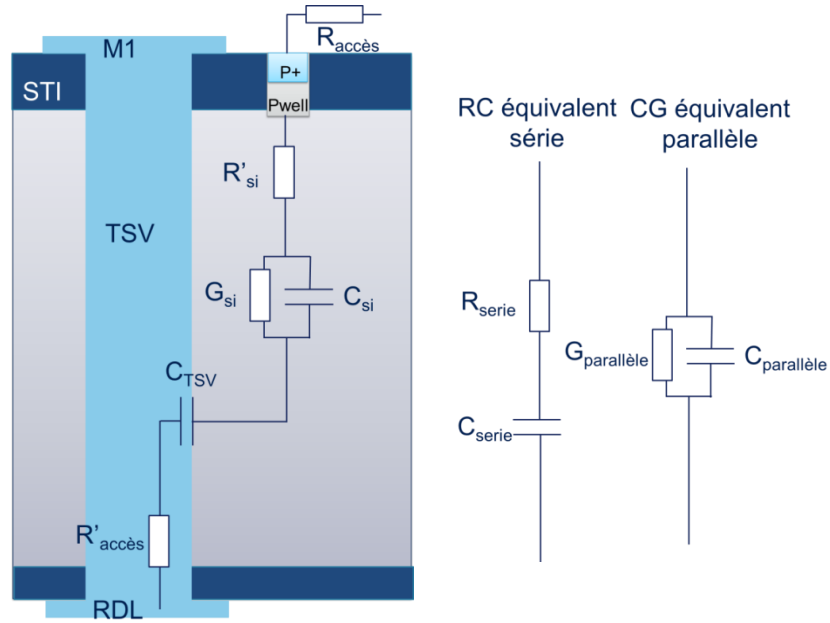 R accès
M1
P+
STI
Pwell
R'si
TSV
Gsi
Csi
CTSV
R'accès
RDL
RC équivalent
série
Rserie
Cserie
CG équivalent
parallèle
Gparallèle
Cparallèle